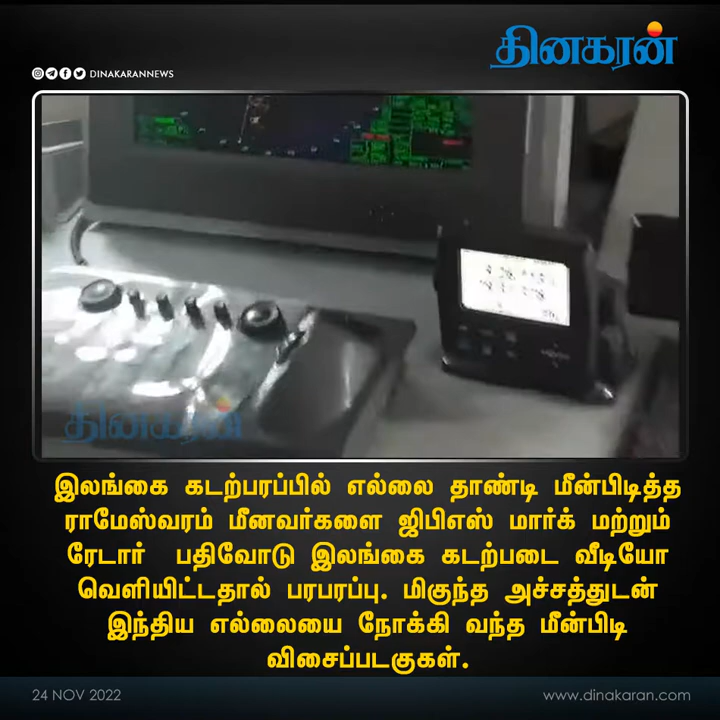 தினகரன்
DINAKARANNEWS
தினகரன்
இலங்கை கடற்பரப்பில் எல்லை தாண்டி மீன்பிடித்த
ராமேஸ்வரம் மீனவர்களை ஜிபிஎஸ் மார்க் மற்றும்
ரேடார் பதிவோடு இலங்கை கடற்படை வீடியோ
வெளியிட்டதால் பரபரப்பு. மிகுந்த அச்சத்துடன்
இந்திய எல்லையை நோக்கி வந்த மீன்பிடி
விசைப்படகுகள்.
24 NOV 2022
www.dinakaran.com